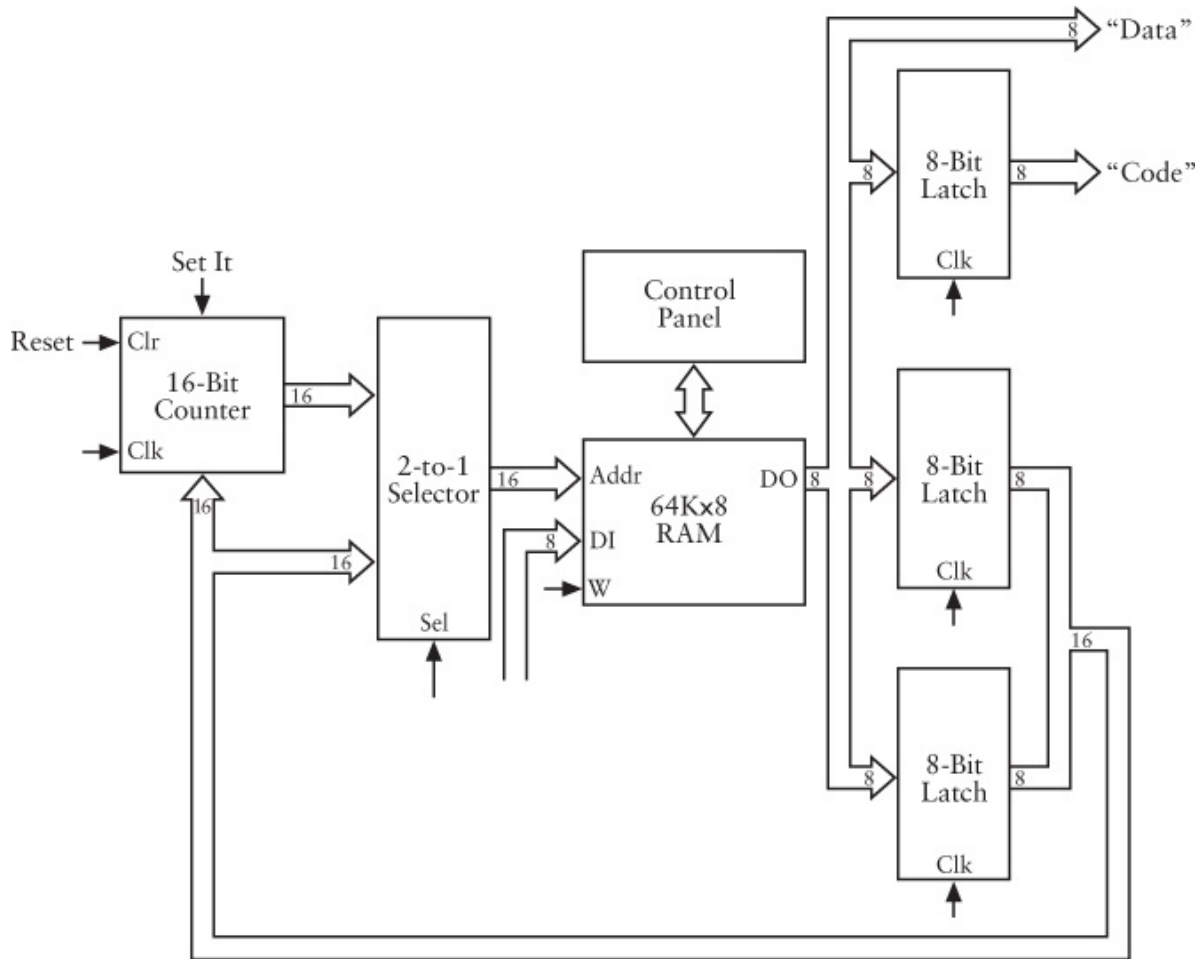 8 “Data”
8-Bit
Latch
8
8 “Code”
Clk
Set It
Control
Panel
Reset
Clr
16-Bit
Counter
Clk
16
16
16
2-to-1
Selector
Sel
16
Addr
DO
64K×8
RAM
DI
W
8
8
8
8-Bit
Latch
8
Clk
16
8
8-Bit
Latch
8
Clk